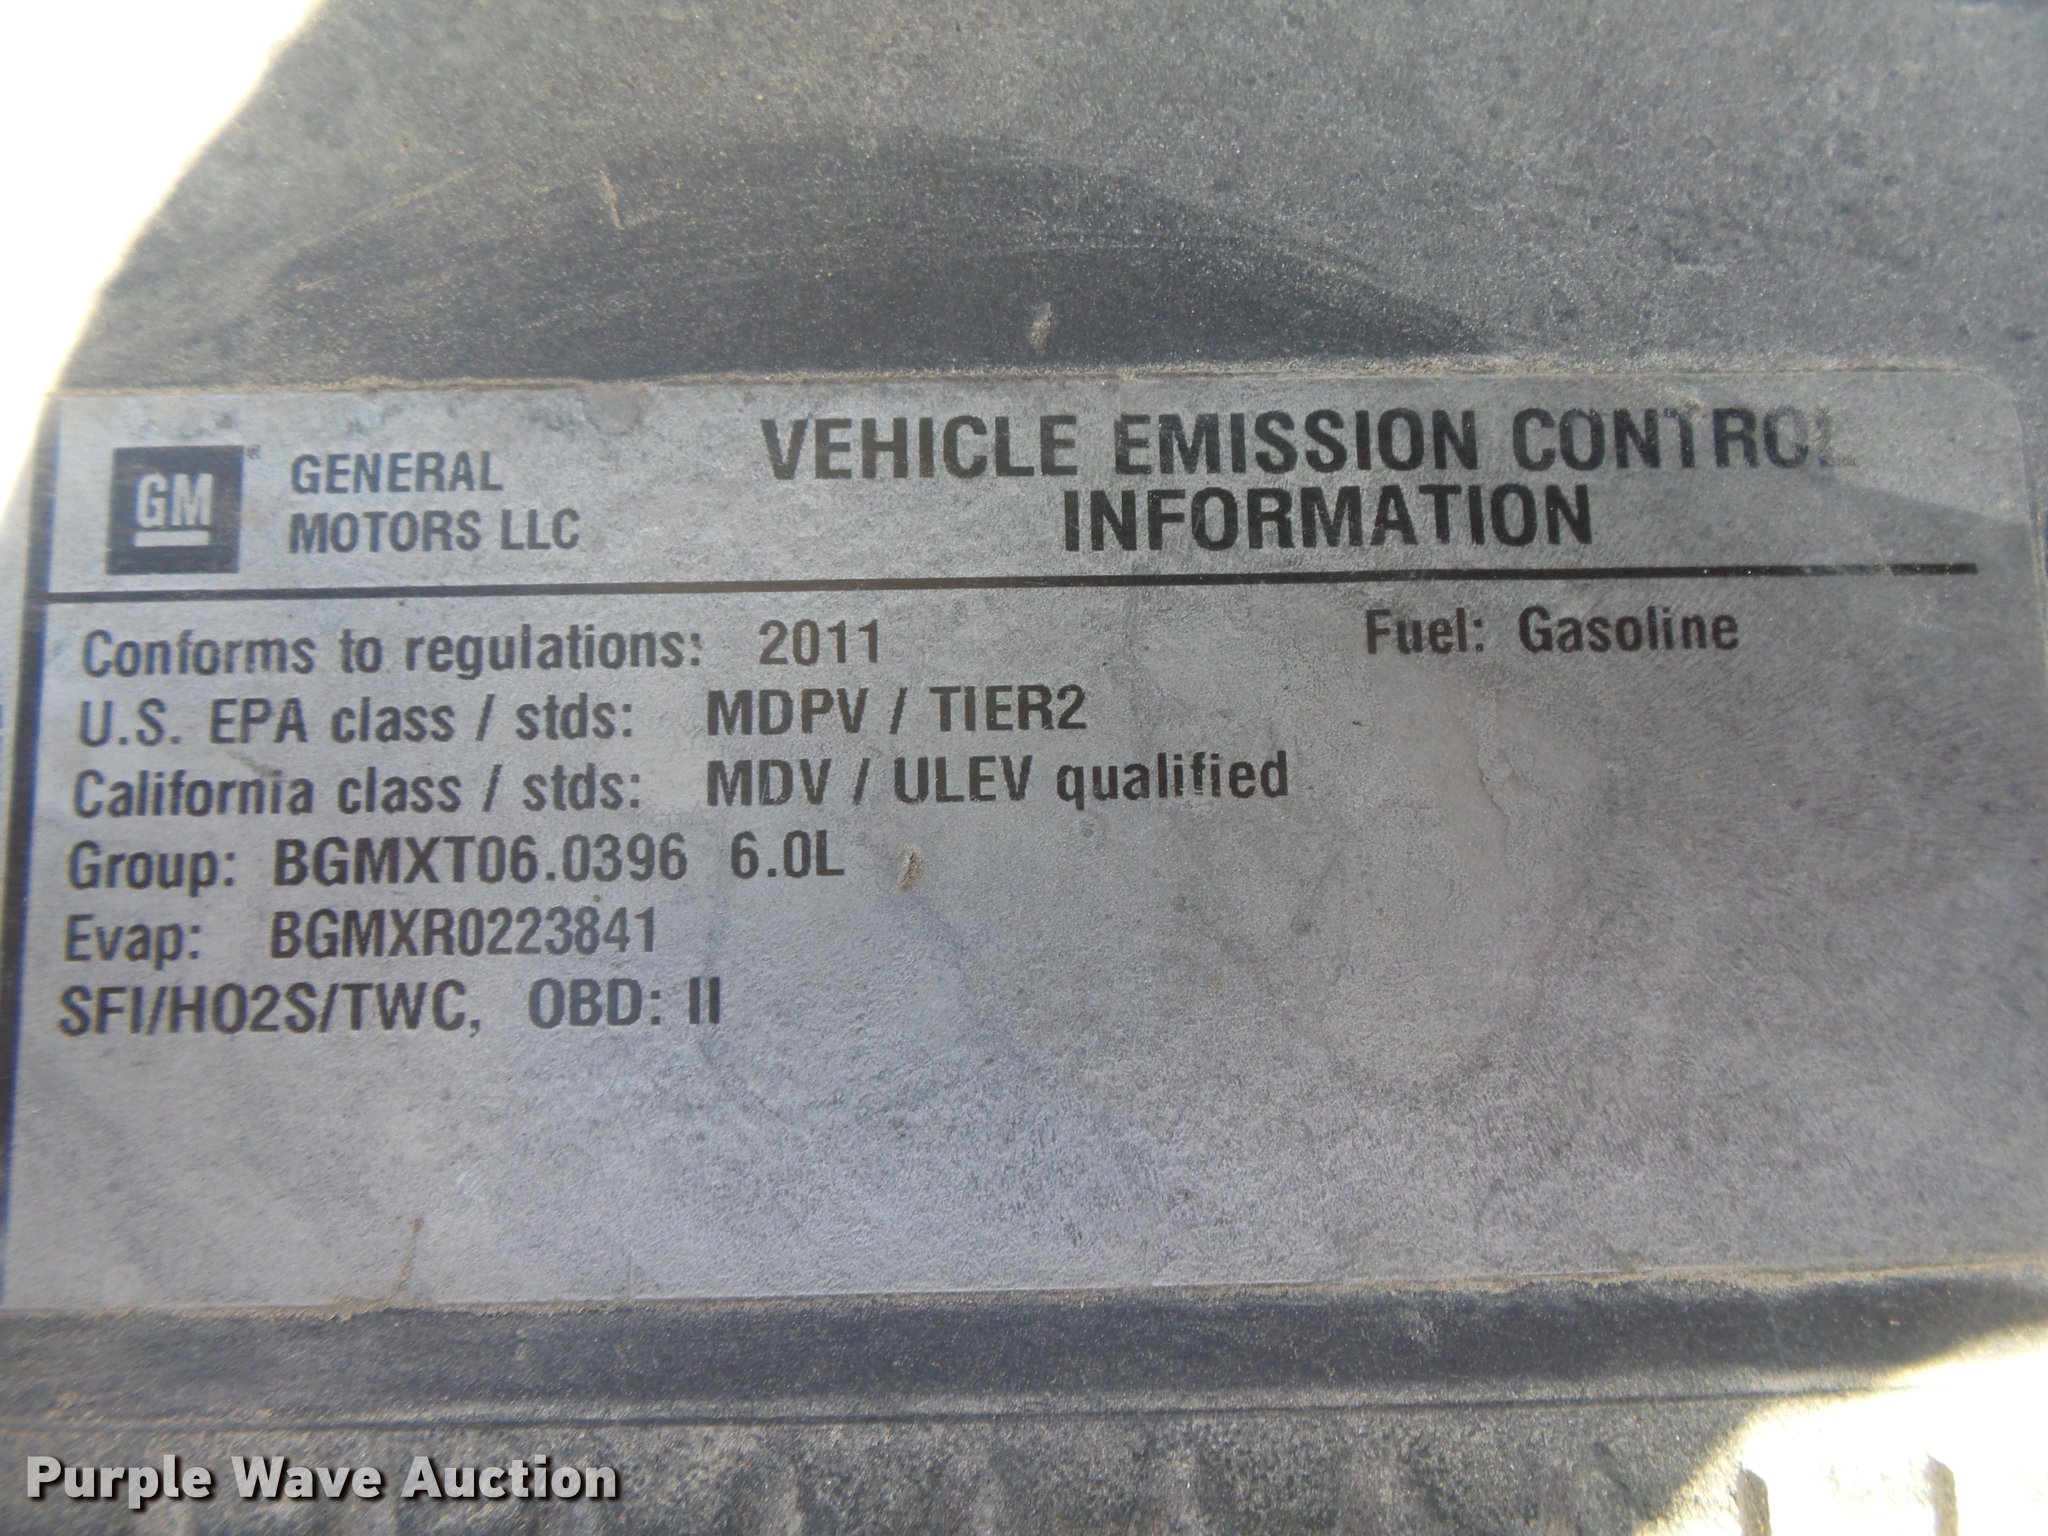 GM® GENERAL MOTORS LLC
VEHICLE EMISSION CONTROL
INFORMATION
Conforms to regulations: 2011 Fuel: Gasoline
U.S. EPA class / stds: MDPV / TIER2
California class / stds: MDV / ULEV qualified
Group: BGMXT06.0396 6.0L
Evap: BGMXR0223841
SFI/HO2S/TWC, OBD: II
Purple Wave Auction